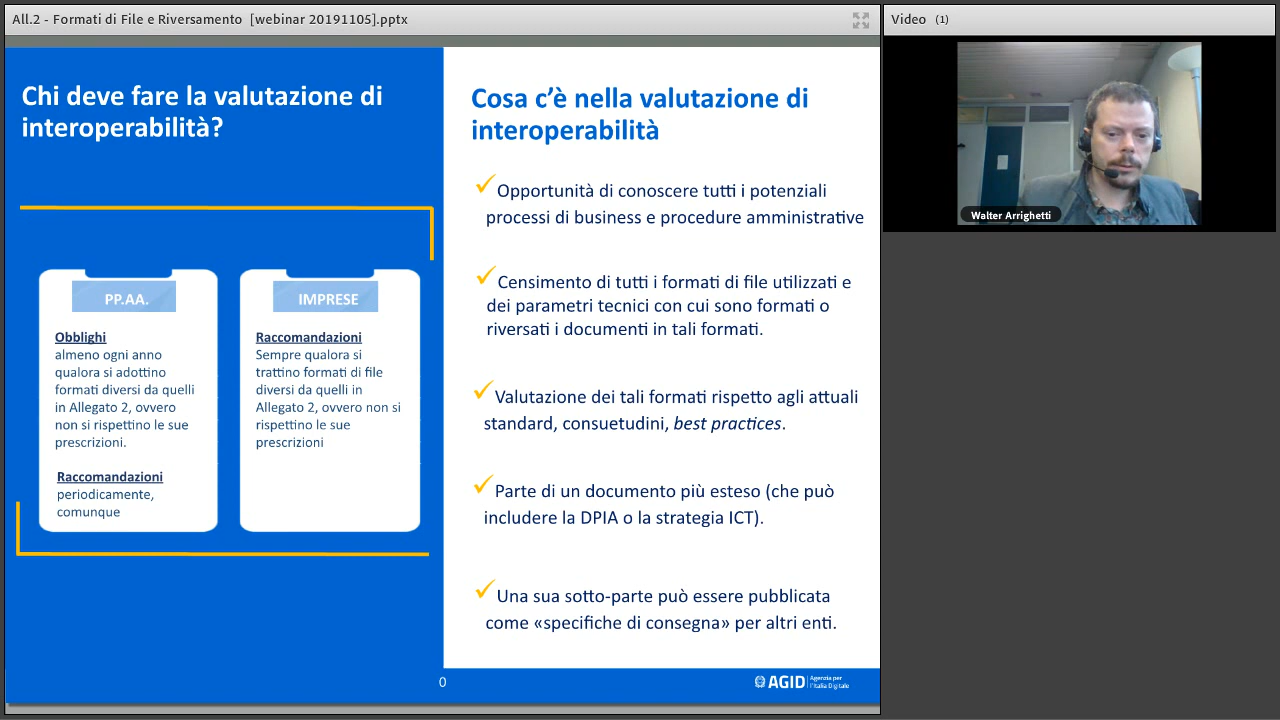 All.2 - Formati di File e Riversamento [webinar 20191105].pptx
Video (1)
Walter Arrighetti
Chi deve fare la valutazione di
interoperabilità?
PP.AA.
Obblighi
almeno ogni anno
qualora si adottino
formati diversi da quelli
in Allegato 2, ovvero
non si rispettino le sue
prescrizioni.
Raccomandazioni
periodicamente,
comunque
IMPRESE
Raccomandazioni
Sempre qualora si
trattino formati di file
diversi da quelli in
Allegato 2, ovvero non si
rispettino le sue
prescrizioni
Cosa c’è nella valutazione di
interoperabilità
Opportunità di conoscere tutti i potenziali
processi di business e procedure amministrative
Censimento di tutti i formati di file utilizzati e
dei parametri tecnici con cui sono formati o
riversati i documenti in tali formati.
Valutazione dei tali formati rispetto agli attuali
standard, consuetudini, best practices.
Parte di un documento più esteso (che può
includere la DPIA o la strategia ICT).
Una sua sotto-parte può essere pubblicata
come «specifiche di consegna» per altri enti.
0
AGID Agenzia per
l'Italia Digitale